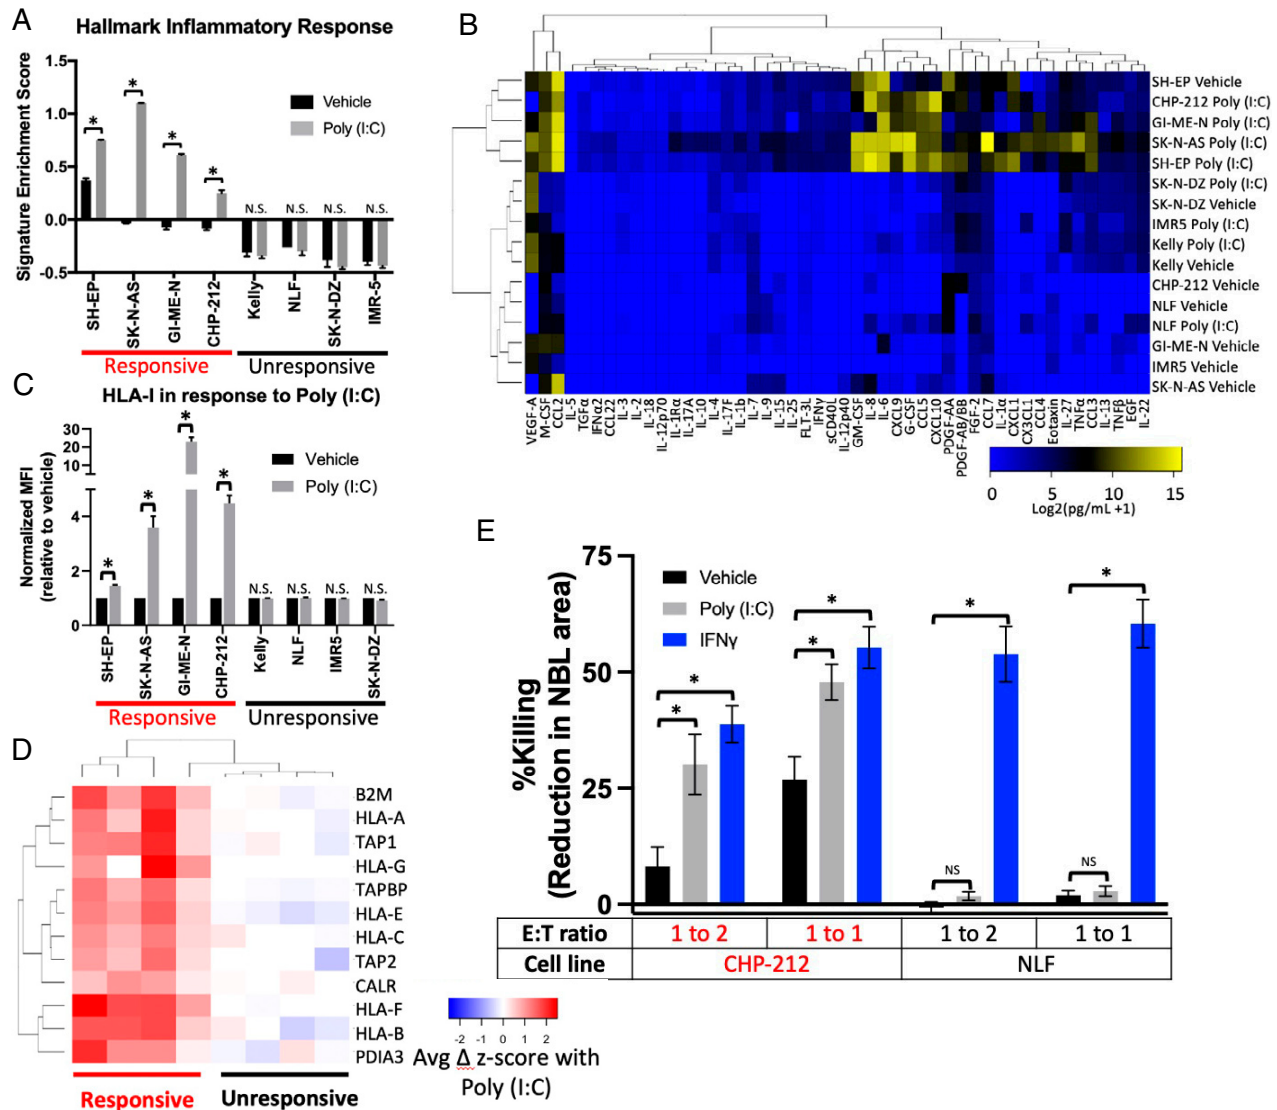 A
Hallmark Inflammatory Response
Signature Enrichment Score
1.5
1.0
0.5
0.0
-0.5
Vehicle
Poly (I:C)
*
*
*
*
N.S.
N.S.
N.S.
N.S.
SH-EP
SK-N-AS
GI-ME-N
CHP-212
Kelly
NLF
SK-N-DZ
IMR-5
Responsive
Unresponsive
B
SH-EP Vehicle
CHP-212 Poly (I:C)
GI-ME-N Poly (I:C)
SK-N-AS Poly (I:C)
SH-EP Poly (I:C)
SK-N-DZ Poly (I:C)
SK-N-DZ Vehicle
IMR5 Poly (I:C)
Kelly Poly (I:C)
Kelly Vehicle
CHP-212 Vehicle
NLF Vehicle
NLF Poly (I:C)
GI-ME-N Vehicle
IMR5 Vehicle
SK-N-AS Vehicle
VEGF-A
M-CSF
CCL2
IL-5
TGFα
IFNα2
CCL22
IL-3
IL-2
IL-18
IL-12p70
IL-1Rα
IL-17A
IL-10
IL-4
IL-17F
IL-1b
IL-7
IL-9
IL-15
IL-25
FLT-3L
IFNγ
sCD40L
IL-12p40
GM-CSF
IL-8
IL-6
CXCL9
G-CSF
CCL5
CXCL10
PDGF-AA
PDGF-AB/BB
FGF-2
CCL7
IL-1α
CXCL1
CX3CL1
CCL4
Eotaxin
IL-27
TNFα
CCL3
IL-13
TNFβ
EGF
IL-22
0 5 10 15
Log2(pg/mL +1)
C
HLA-I in response to Poly (I:C)
Normalized MFI
(relative to vehicle)
30
20
10
4
2
0
Vehicle
Poly (I:C)
*
*
*
*
N.S.
N.S.
N.S.
N.S.
SH-EP
SK-N-AS
GI-ME-N
CHP-212
Kelly
NLF
IMR5
SK-N-DZ
Responsive
Unresponsive
D
B2M
HLA-A
TAP1
HLA-G
TAPBP
HLA-E
HLA-C
TAP2
CALR
HLA-F
HLA-B
PDIA3
Responsive
Unresponsive
-2 -1 0 1 2
Avg Δ z-score with
Poly (I:C)
E
%Killing
(Reduction in NBL area)
75
50
25
0
Vehicle
Poly (I:C)
IFNγ
*
*
*
*
NS
*
NS
*
E:T ratio 1 to 2 1 to 1 1 to 2 1 to 1
Cell line CHP-212 NLF